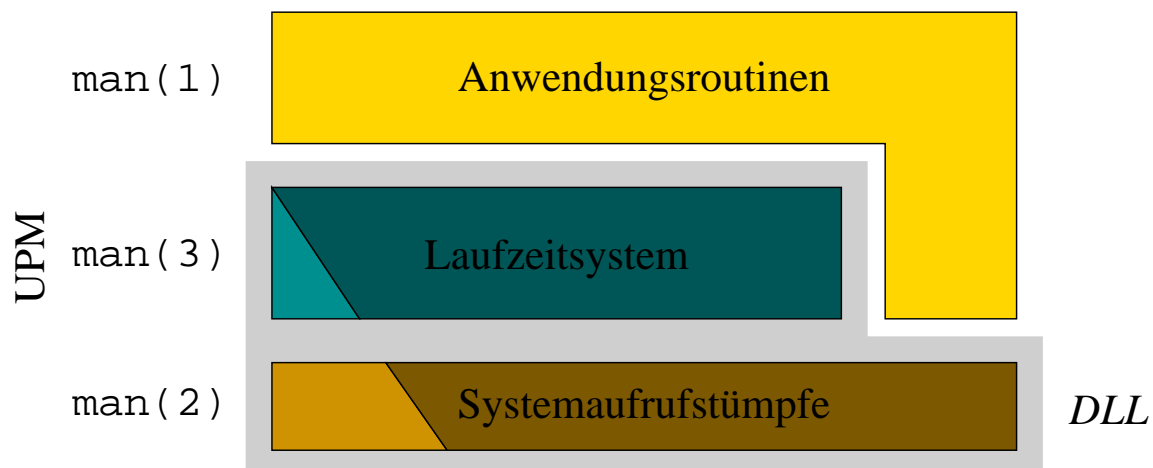 man(1)
Anwendungsroutinen
UPM
man(3)
Laufzeitsystem
man(2)
Systemaufrufstümpfe
DLL